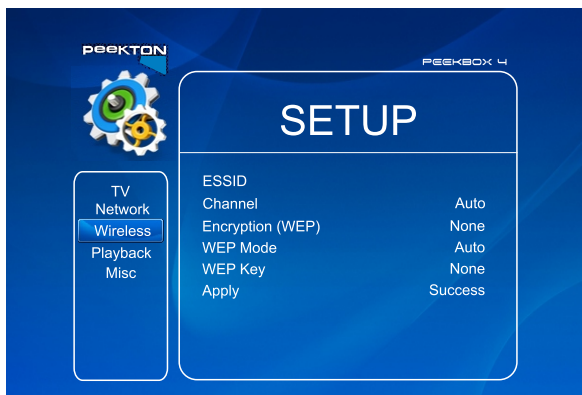 PEEKTON
PEEKBOX 4
SETUP
TV
Network
Wireless
Playback
Misc
ESSID
Channel Auto
Encryption (WEP) None
WEP Mode Auto
WEP Key None
Apply Success